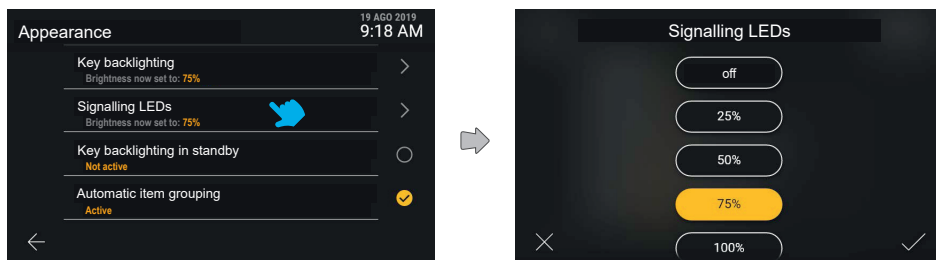 Appearance
19 AGO 2019
9:18 AM
Key backlighting
Brightness now set to: 75%
Signalling LEDs
Brightness now set to: 75%
Key backlighting in standby
Not active
Automatic item grouping
Active
Signalling LEDs
off
25%
50%
75%
100%